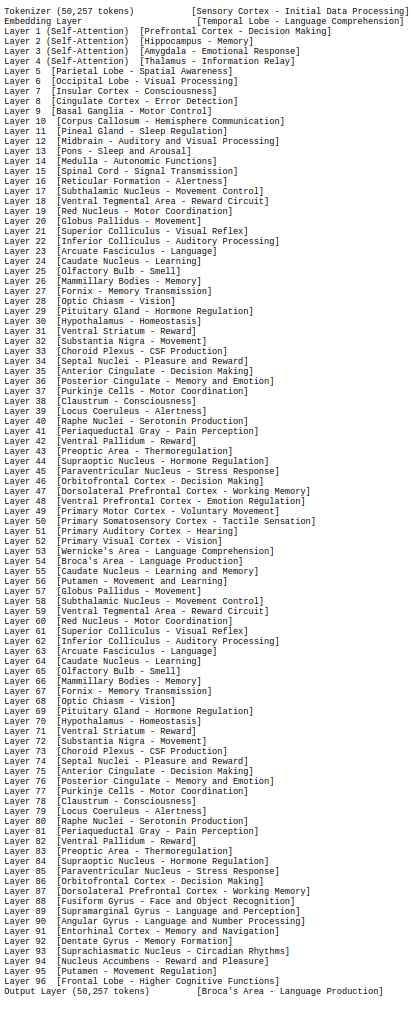 Tokenizer (50,257 tokens) [Sensory Cortex - Initial Data Processing]
Embedding Layer [Temporal Lobe - Language Comprehension]
Layer 1 (Self-Attention) [Prefrontal Cortex - Decision Making]
Layer 2 (Self-Attention) [Hippocampus - Memory]
Layer 3 (Self-Attention) [Amygdala - Emotional Response]
Layer 4 (Self-Attention) [Thalamus - Information Relay]
Layer 5 [Parietal Lobe - Spatial Awareness]
Layer 6 [Occipital Lobe - Visual Processing]
Layer 7 [Insular Cortex - Consciousness]
Layer 8 [Cingulate Cortex - Error Detection]
Layer 9 [Basal Ganglia - Motor Control]
Layer 10 [Corpus Callosum - Hemisphere Communication]
Layer 11 [Pineal Gland - Sleep Regulation]
Layer 12 [Midbrain - Auditory and Visual Processing]
Layer 13 [Pons - Sleep and Arousal]
Layer 14 [Medulla - Autonomic Functions]
Layer 15 [Spinal Cord - Signal Transmission]
Layer 16 [Reticular Formation - Alertness]
Layer 17 [Subthalamic Nucleus - Movement Control]
Layer 18 [Ventral Tegmental Area - Reward Circuit]
Layer 19 [Red Nucleus - Motor Coordination]
Layer 20 [Globus Pallidus - Movement]
Layer 21 [Superior Colliculus - Visual Reflex]
Layer 22 [Inferior Colliculus - Auditory Processing]
Layer 23 [Arcuate Fasciculus - Language]
Layer 24 [Caudate Nucleus - Learning]
Layer 25 [Olfactory Bulb - Smell]
Layer 26 [Mammillary Bodies - Memory]
Layer 27 [Fornix - Memory Transmission]
Layer 28 [Optic Chiasm - Vision]
Layer 29 [Pituitary Gland - Hormone Regulation]
Layer 30 [Hypothalamus - Homeostasis]
Layer 31 [Ventral Striatum - Reward]
Layer 32 [Substantia Nigra - Movement]
Layer 33 [Choroid Plexus - CSF Production]
Layer 34 [Septal Nuclei - Pleasure and Reward]
Layer 35 [Anterior Cingulate - Decision Making]
Layer 36 [Posterior Cingulate - Memory and Emotion]
Layer 37 [Purkinje Cells - Motor Coordination]
Layer 38 [Claustrum - Consciousness]
Layer 39 [Locus Coeruleus - Alertness]
Layer 40 [Raphe Nuclei - Serotonin Production]
Layer 41 [Periaqueductal Gray - Pain Perception]
Layer 42 [Ventral Pallidum - Reward]
Layer 43 [Preoptic Area - Thermoregulation]
Layer 44 [Supraoptic Nucleus - Hormone Regulation]
Layer 45 [Paraventricular Nucleus - Stress Response]
Layer 46 [Orbitofrontal Cortex - Decision Making]
Layer 47 [Dorsolateral Prefrontal Cortex - Working Memory]
Layer 48 [Ventral Prefrontal Cortex - Emotion Regulation]
Layer 49 [Primary Motor Cortex - Voluntary Movement]
Layer 50 [Primary Somatosensory Cortex - Tactile Sensation]
Layer 51 [Primary Auditory Cortex - Hearing]
Layer 52 [Primary Visual Cortex - Vision]
Layer 53 [Wernicke's Area - Language Comprehension]
Layer 54 [Broca's Area - Language Production]
Layer 55 [Caudate Nucleus - Learning and Memory]
Layer 56 [Putamen - Movement and Learning]
Layer 57 [Globus Pallidus - Movement]
Layer 58 [Subthalamic Nucleus - Movement Control]
Layer 59 [Ventral Tegmental Area - Reward Circuit]
Layer 60 [Red Nucleus - Motor Coordination]
Layer 61 [Superior Colliculus - Visual Reflex]
Layer 62 [Inferior Colliculus - Auditory Processing]
Layer 63 [Arcuate Fasciculus - Language]
Layer 64 [Caudate Nucleus - Learning]
Layer 65 [Olfactory Bulb - Smell]
Layer 66 [Mammillary Bodies - Memory]
Layer 67 [Fornix - Memory Transmission]
Layer 68 [Optic Chiasm - Vision]
Layer 69 [Pituitary Gland - Hormone Regulation]
Layer 70 [Hypothalamus - Homeostasis]
Layer 71 [Ventral Striatum - Reward]
Layer 72 [Substantia Nigra - Movement]
Layer 73 [Choroid Plexus - CSF Production]
Layer 74 [Septal Nuclei - Pleasure and Reward]
Layer 75 [Anterior Cingulate - Decision Making]
Layer 76 [Posterior Cingulate - Memory and Emotion]
Layer 77 [Purkinje Cells - Motor Coordination]
Layer 78 [Claustrum - Consciousness]
Layer 79 [Locus Coeruleus - Alertness]
Layer 80 [Raphe Nuclei - Serotonin Production]
Layer 81 [Periaqueductal Gray - Pain Perception]
Layer 82 [Ventral Pallidum - Reward]
Layer 83 [Preoptic Area - Thermoregulation]
Layer 84 [Supraoptic Nucleus - Hormone Regulation]
Layer 85 [Paraventricular Nucleus - Stress Response]
Layer 86 [Orbitofrontal Cortex - Decision Making]
Layer 87 [Dorsolateral Prefrontal Cortex - Working Memory]
Layer 88 [Fusiform Gyrus - Face and Object Recognition]
Layer 89 [Supramarginal Gyrus - Language and Perception]
Layer 90 [Angular Gyrus - Language and Number Processing]
Layer 91 [Entorhinal Cortex - Memory and Navigation]
Layer 92 [Dentate Gyrus - Memory Formation]
Layer 93 [Suprachiasmatic Nucleus - Circadian Rhythms]
Layer 94 [Nucleus Accumbens - Reward and Pleasure]
Layer 95 [Putamen - Movement Regulation]
Layer 96 [Frontal Lobe - Higher Cognitive Functions]
Output Layer (50,257 tokens) [Broca's Area - Language Production]